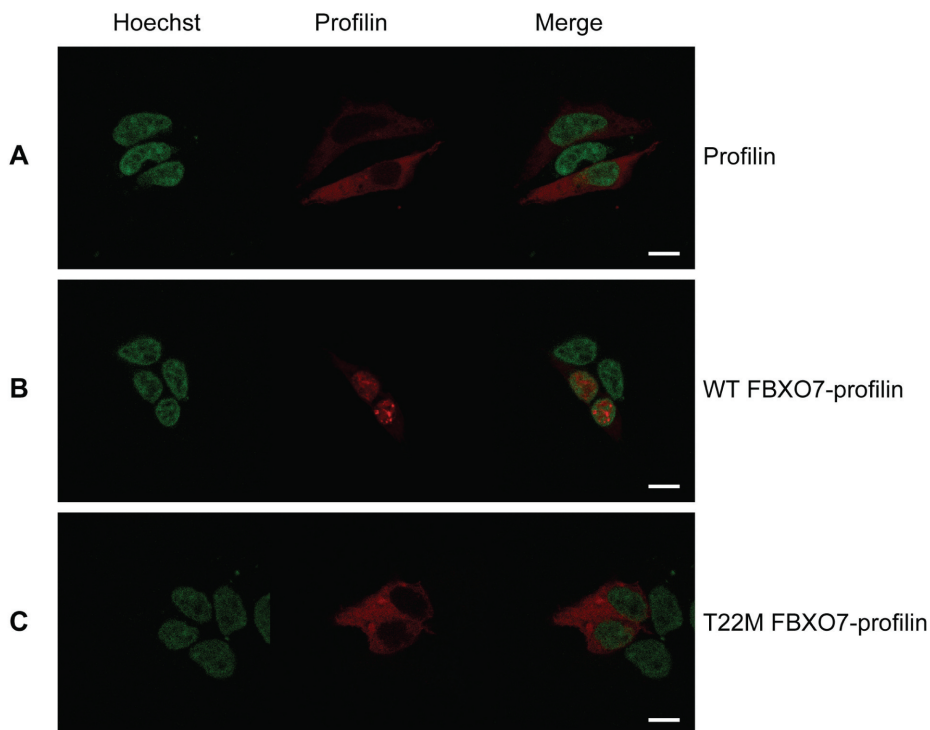 Hoechst Profilin Merge
A
Profilin
B
WT FBXO7-profilin
C
T22M FBXO7-profilin